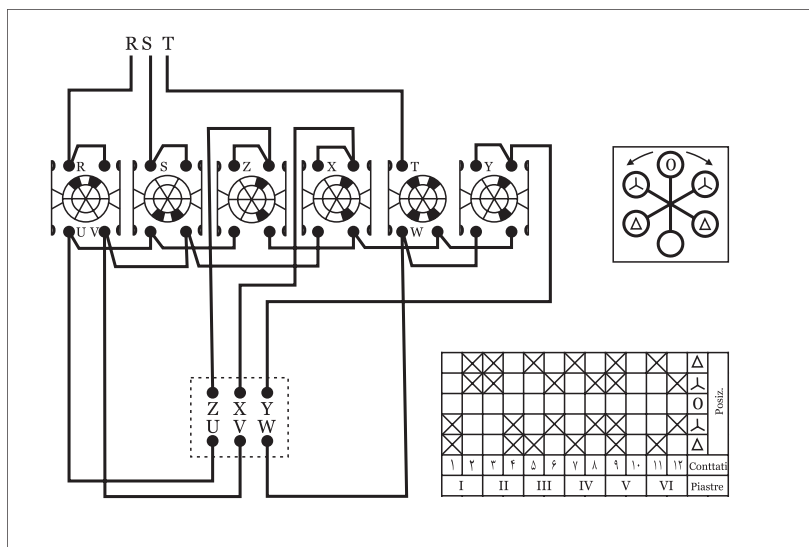 R S T
R S Z X T Y
U V W
O
Z X Y
U V W
Δ
O
Δ
Posiz.
۱ ۲ ۳ ۴ ۵ ۶ ۷ ۸ ۹ ۱۰ ۱۱ ۱۲ Conttati
I II III IV V VI Piastre